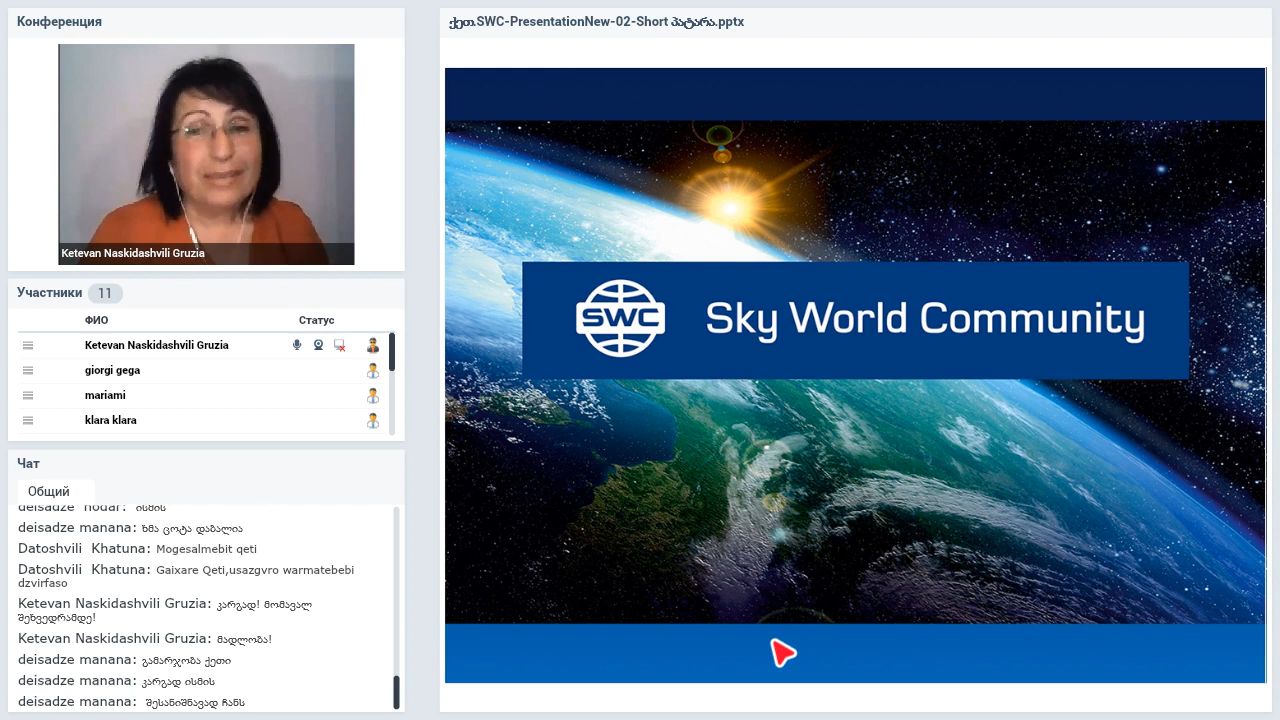 Конференция
Ketevan Naskidashvili Gruzia
Участники 11
ФИО Статус
Ketevan Naskidashvili Gruzia
giorgi gega
mariami
klara klara
Чат
Общий
deisadze nodar: ისმის
deisadze manana: ხმა ცოტა დაბალია
Datoshvili Khatuna: Mogesalmebit qeti
Datoshvili Khatuna: Gaixare Qeti,usazgvro warmatebebi
dzvirfaso
Ketevan Naskidashvili Gruzia: კარგად! მომავალ
შეხვედრამდე!
Ketevan Naskidashvili Gruzia: მადლობა!
deisadze manana: გამარჯობა ქეთი
deisadze manana: კარგად ისმის
deisadze manana: შესანიშნავად ჩანს
ქეთ.SWC-PresentationNew-02-Short პატარა.pptx
SWC Sky World Community